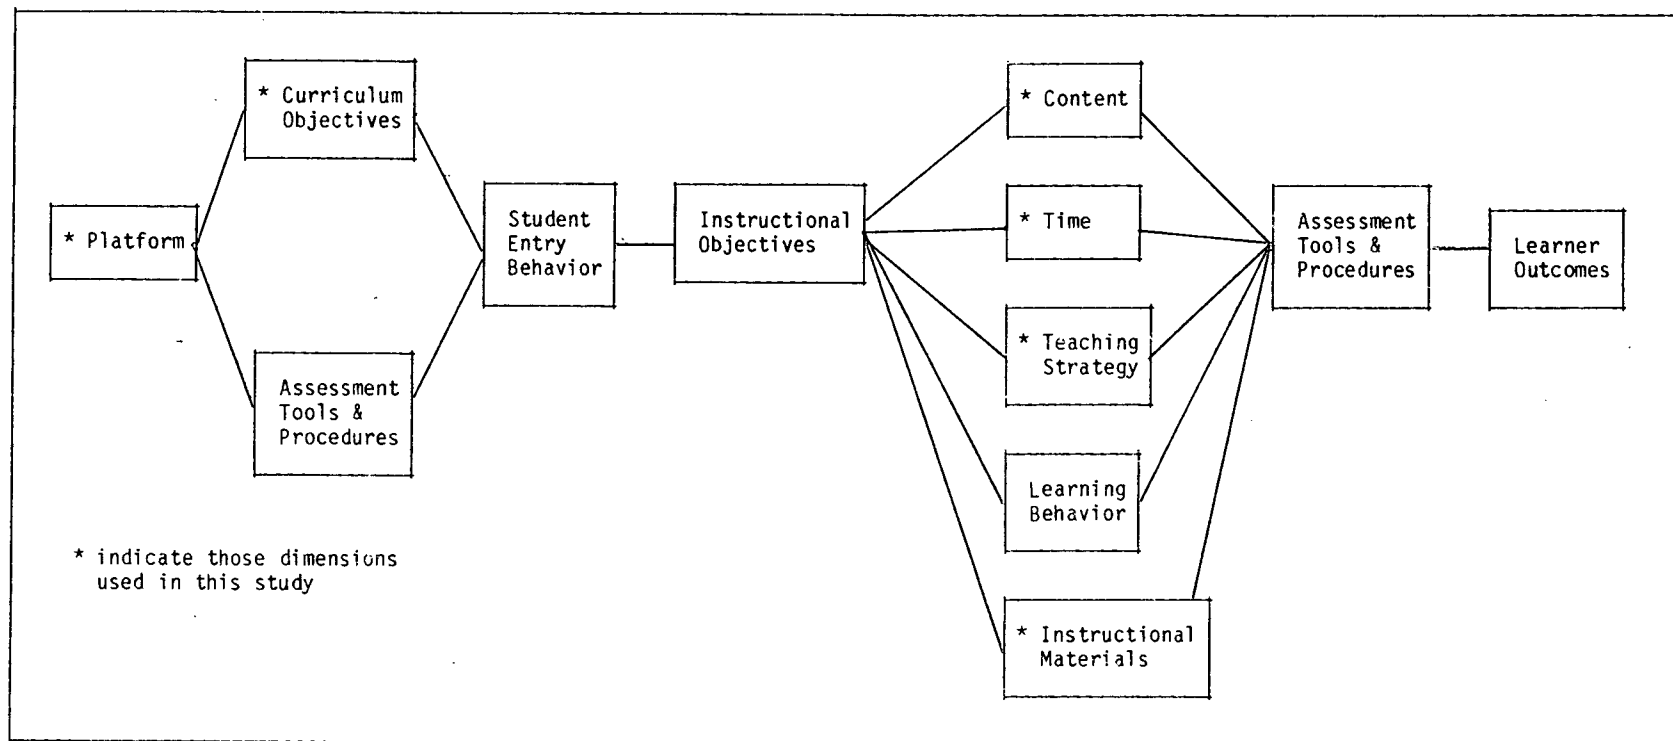 * Platform
* Curriculum
Objectives
Assessment
Tools &
Procedures
Student
Entry
Behavior
Instructional
Objectives
* Content
* Time
* Teaching
Strategy
Learning
Behavior
* Instructional
Materials
Assessment
Tools &
Procedures
Learner
Outcomes
* indicate those dimensions
used in this study